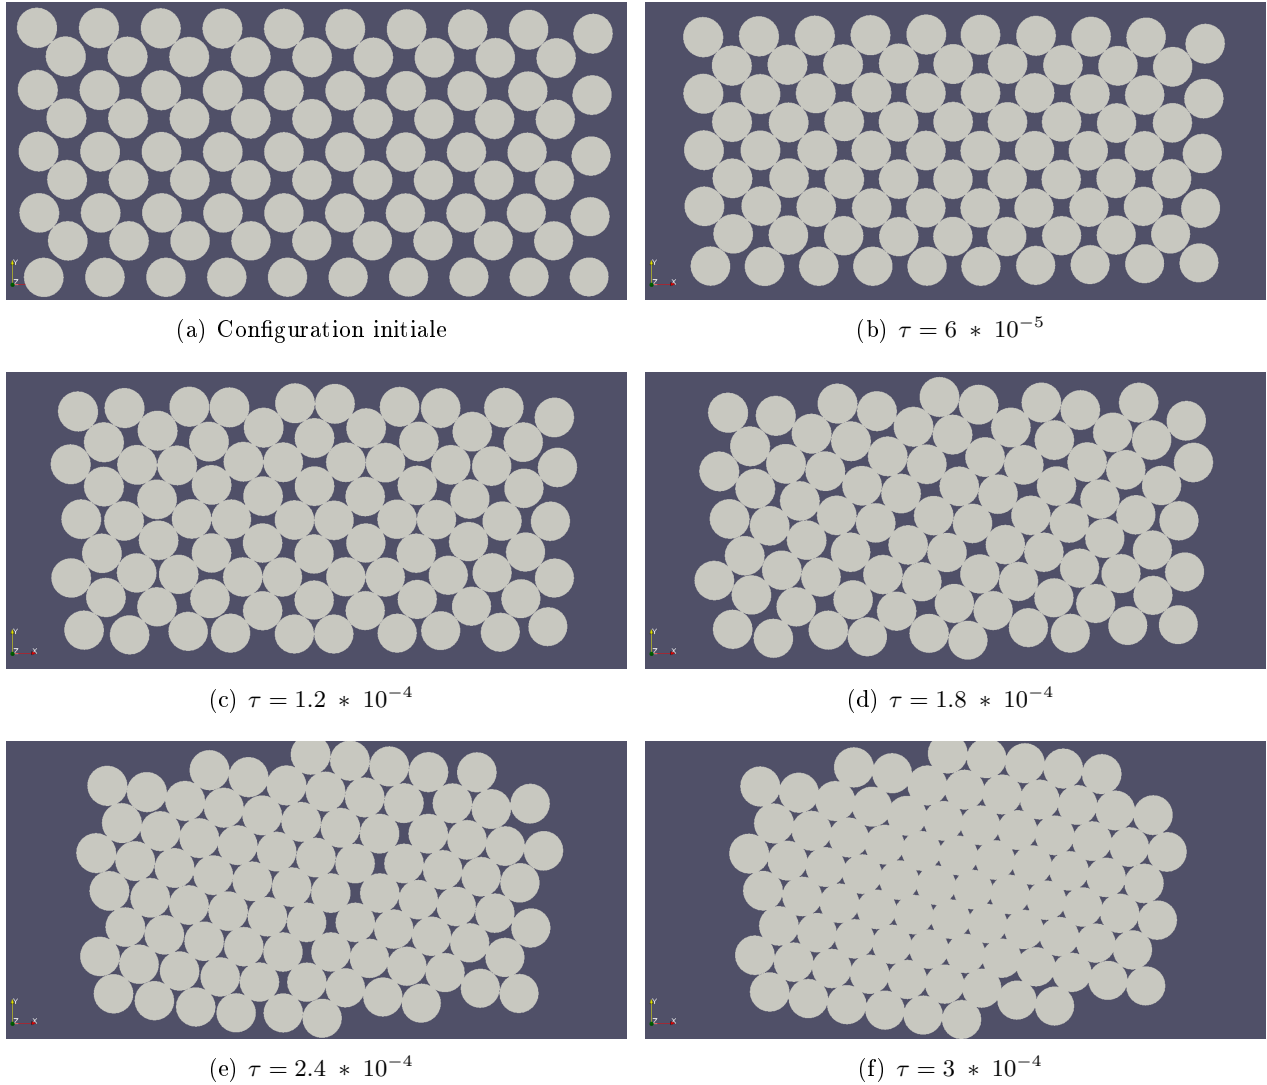 (a) Configuration initiale
(b) τ = 6 * 10⁻⁵
(c) τ = 1.2 * 10⁻⁴
(d) τ = 1.8 * 10⁻⁴
(e) τ = 2.4 * 10⁻⁴
(f) τ = 3 * 10⁻⁴